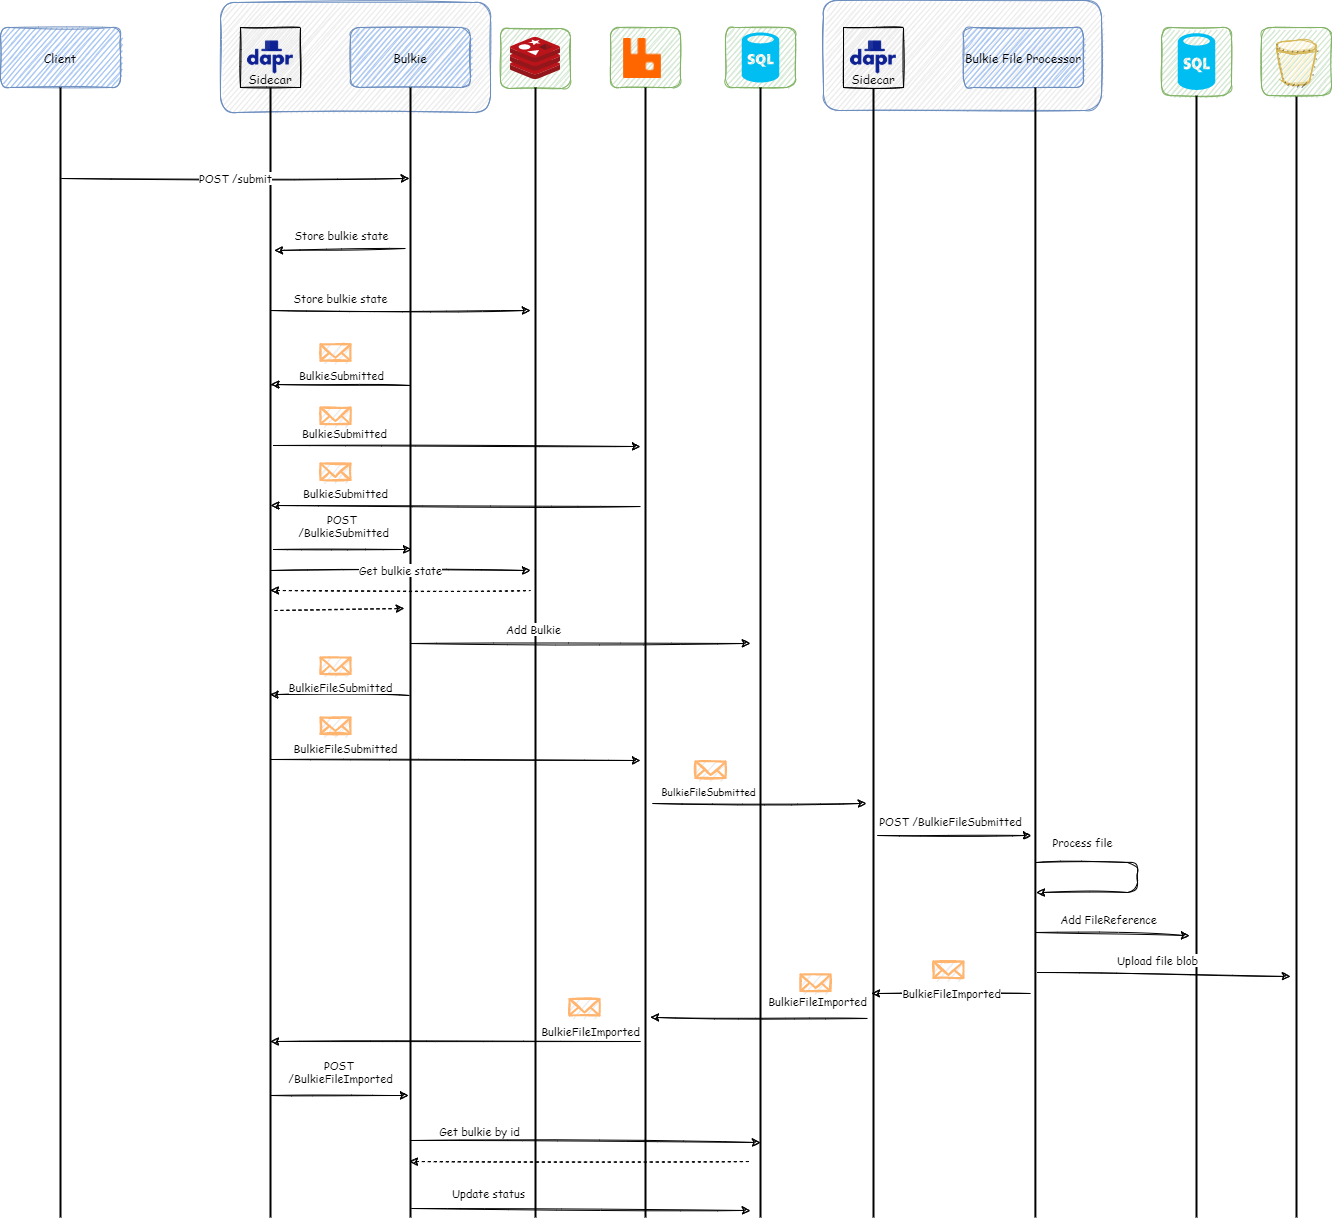 Client
dapr
Sidecar
Bulkie
SQL
dapr
Sidecar
Bulkie File Processor
SQL
POST /submit
Store bulkie state
Store bulkie state
BulkieSubmitted
BulkieSubmitted
BulkieSubmitted
POST
/BulkieSubmitted
Get bulkie state
Add Bulkie
BulkieFileSubmitted
BulkieFileSubmitted
BulkieFileSubmitted
POST /BulkieFileSubmitted
Process file
Add FileReference
Upload file blob
BulkieFileImported
BulkieFileImported
BulkieFileImported
POST
/BulkieFileImported
Get bulkie by id
Update status